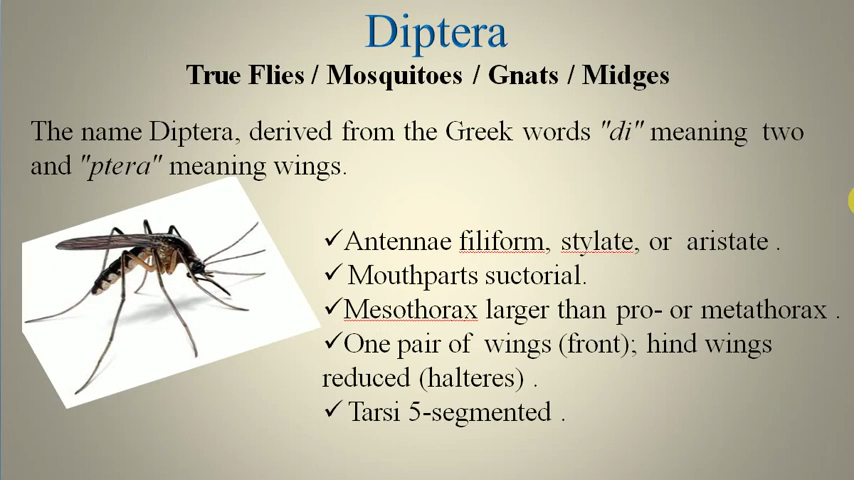 Diptera
True Flies / Mosquitoes / Gnats / Midges
The name Diptera, derived from the Greek words "di" meaning two
and "ptera" meaning wings.
✓Antennae filiform, stylate, or aristate .
✓ Mouthparts suctorial.
✓Mesothorax larger than pro- or metathorax .
✓One pair of wings (front); hind wings
reduced (halteres) .
✓ Tarsi 5-segmented .